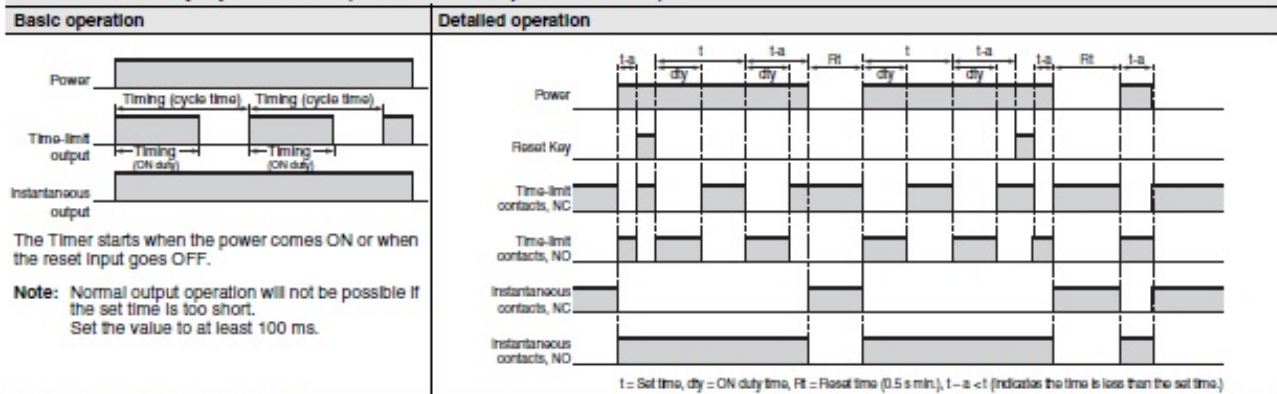 Basic operation
Detailed operation
Power
Timing (cycle time) Timing (cycle time)
Time-limit
output
Timing
(ON duty)
Timing
(ON duty)
Instantaneous
output
The Timer starts when the power comes ON or when
the reset input goes OFF.
Note: Normal output operation will not be possible if
the set time is too short.
Set the value to at least 100 ms.
t-a t t-a Rt t t-a t-a Rt t-a
dty dty dty dty
Power
Reset Key
Time-limit
contacts, NC
Time-limit
contacts, NO
Instantaneous
contacts, NC
Instantaneous
contacts, NO
t = Set time, dty = ON duty time, Rt = Reset time (0.5 s min.), t – a < t (Indicates the time is less than the set time.)